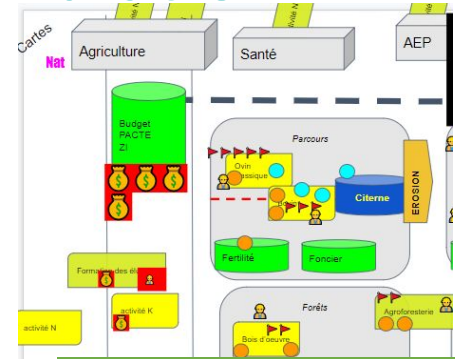 Cartes
Nat
Agriculture
Santé
AEP
Budget
PACTE
ZI
Parcours
Ovin
Citerne
EROSION
Fertilité
Foncier
Formation des
activité K
activité N
Forêts
Agroforesterie
Bois d'oeuvre